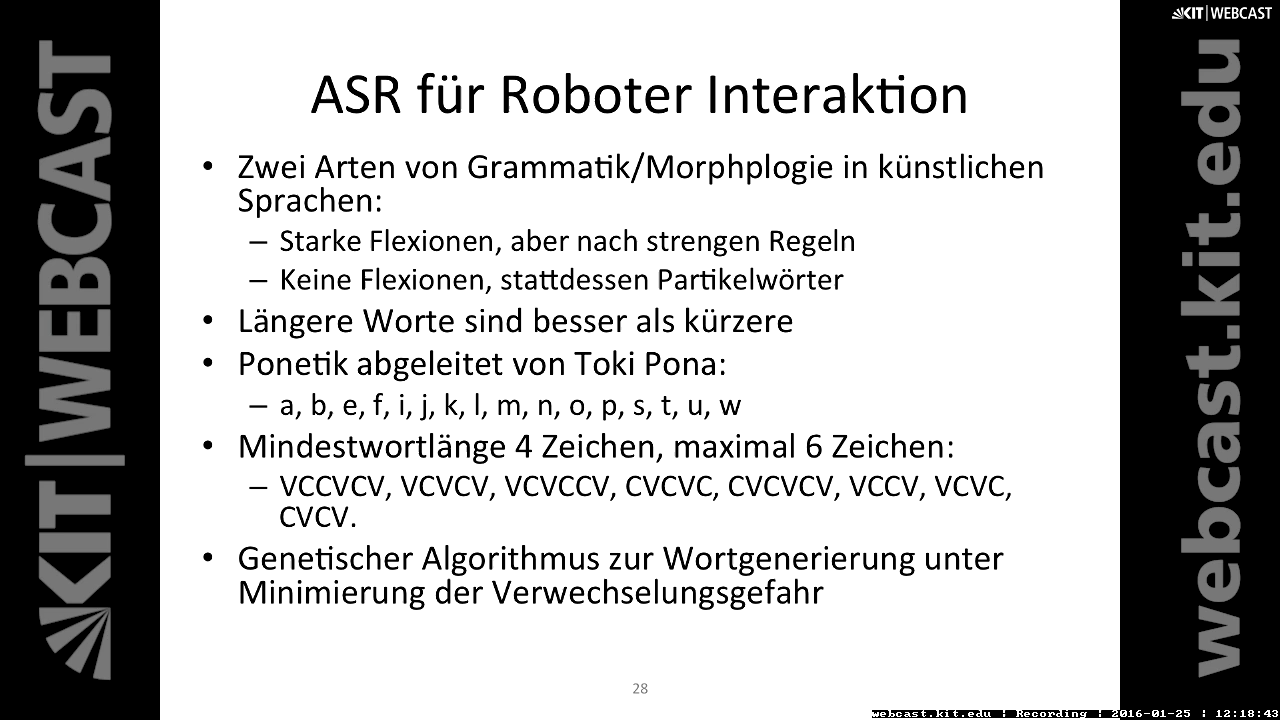 KIT | WEBCAST
ASR für Roboter Interaktion
• Zwei Arten von Grammatik/Morphplogie in künstlichen
Sprachen:
– Starke Flexionen, aber nach strengen Regeln
– Keine Flexionen, stattdessen Partikelwörter
• Längere Worte sind besser als kürzere
• Ponetik abgeleitet von Toki Pona:
– a, b, e, f, i, j, k, l, m, n, o, p, s, t, u, w
• Mindestwortlänge 4 Zeichen, maximal 6 Zeichen:
– VCCVCV, VCVCV, VCVCCV, CVCVC, CVCVCV, VCCV, VCVC,
CVCV.
• Genetischer Algorithmus zur Wortgenerierung unter
Minimierung der Verwechselungsgefahr
28
KIT | WEBCAST
webcast.kit.edu
webcast.kit.edu | Recording | 2016-01-25 | 12:18:43